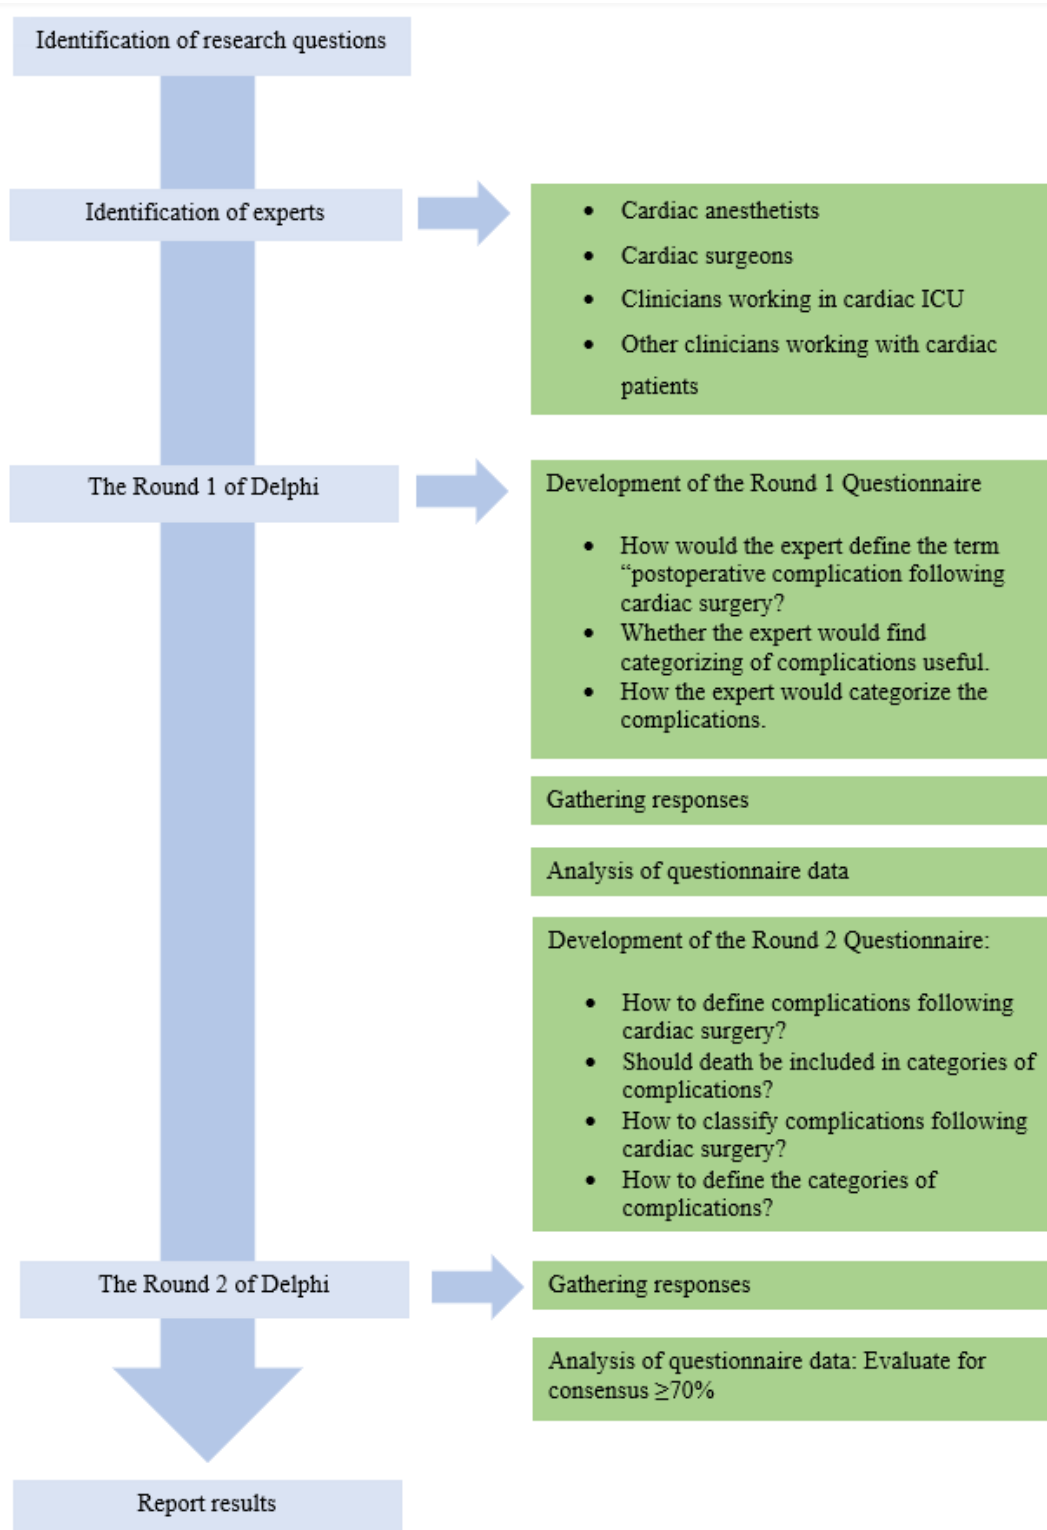 Identification of research questions
Identification of experts
• Cardiac anesthetists
• Cardiac surgeons
• Clinicians working in cardiac ICU
• Other clinicians working with cardiac
patients
The Round 1 of Delphi
Development of the Round 1 Questionnaire
• How would the expert define the term
“postoperative complication following
cardiac surgery?
• Whether the expert would find
categorizing of complications useful.
• How the expert would categorize the
complications.
Gathering responses
Analysis of questionnaire data
Development of the Round 2 Questionnaire:
• How to define complications following
cardiac surgery?
• Should death be included in categories of
complications?
• How to classify complications following
cardiac surgery?
• How to define the categories of
complications?
The Round 2 of Delphi
Gathering responses
Analysis of questionnaire data: Evaluate for
consensus ≥70%
Report results